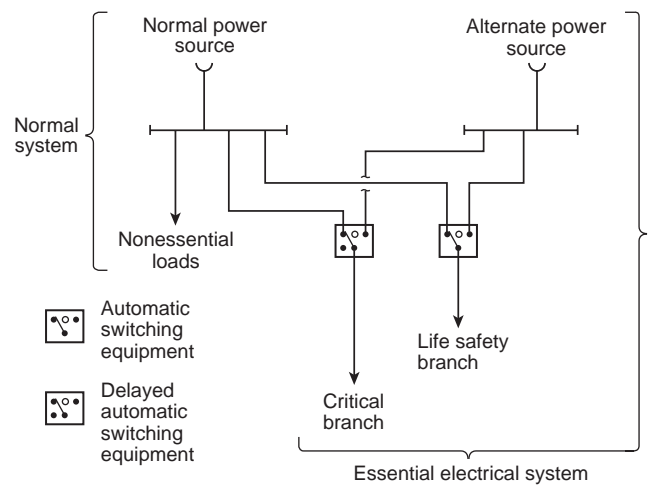 Normal power
source
Alternate power
source
Normal
system
Nonessential
loads
Automatic
switching
equipment
Life safety
branch
Delayed
automatic
switching
equipment
Critical
branch
Essential electrical system